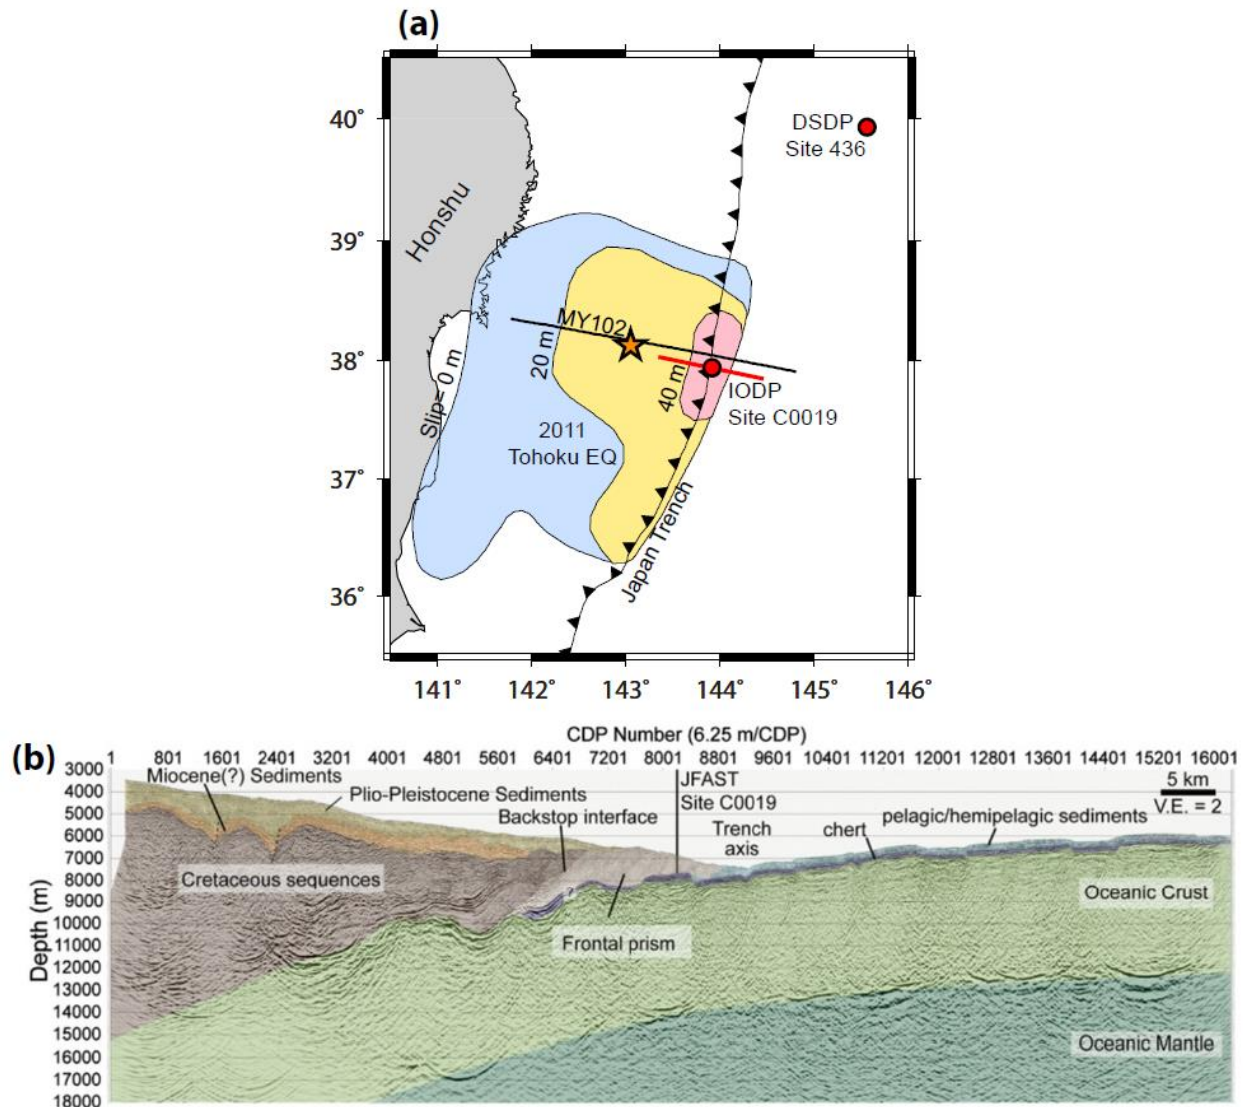 (a)
40°
39°
38°
37°
36°
141°
142°
143°
144°
145°
146°
Honshu
DSDP
Site 436
MY102
20 m
40 m
Slip= 0 m
IODP
Site C0019
2011
Tohoku EQ
Japan Trench
(b)
CDP Number (6.25 m/CDP)
1 801 1601 2401 3201 4001 4801 5601 6401 7201 8001 8801 9601 10401 11201 12001 12801 13601 14401 15201 16001
Depth (m)
3000
4000
5000
6000
7000
8000
9000
10000
11000
12000
13000
14000
15000
16000
17000
18000
Miocene(?) Sediments
Plio-Pleistocene Sediments
Backstop interface
JFAST
Site C0019
Trench
axis
chert
pelagic/hemipelagic sediments
5 km
V.E. = 2
Cretaceous sequences
?
Frontal prism
Oceanic Crust
Oceanic Mantle